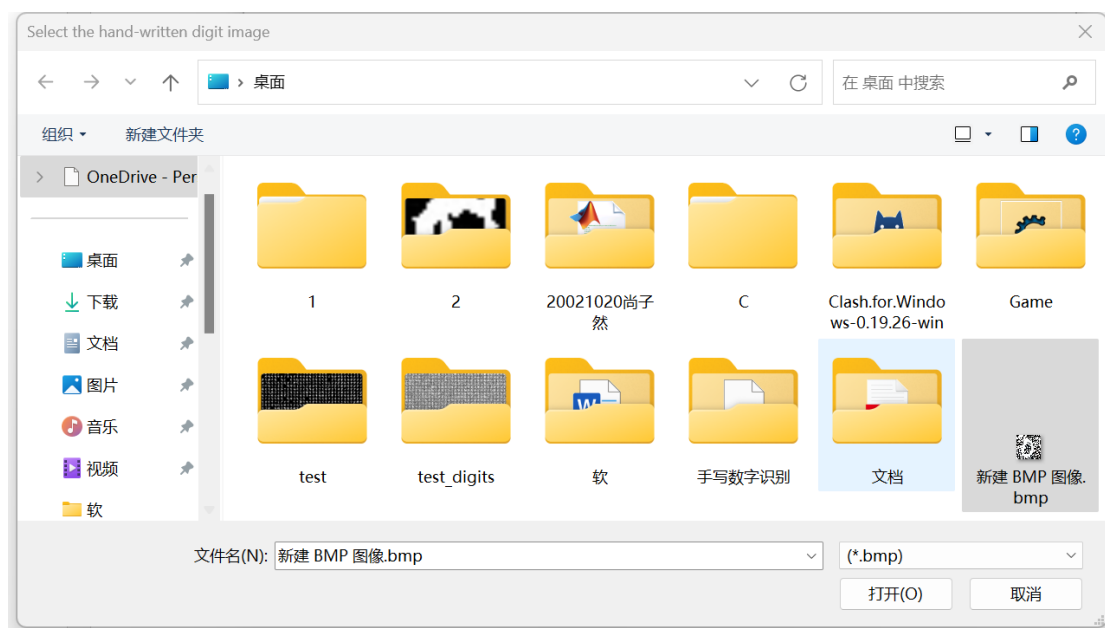 Select the hand-written digit image
桌面
在 桌面 中搜索
组织
新建文件夹
OneDrive - Per
桌面
下载
文档
图片
音乐
视频
软
1
2
20021020尚子
然
C
Clash.for.Windo
ws-0.19.26-win
Game
test
test_digits
软
手写数字识别
文档
新建 BMP 图像.
bmp
文件名(N): 新建 BMP 图像.bmp
(*.bmp)
打开(O)
取消